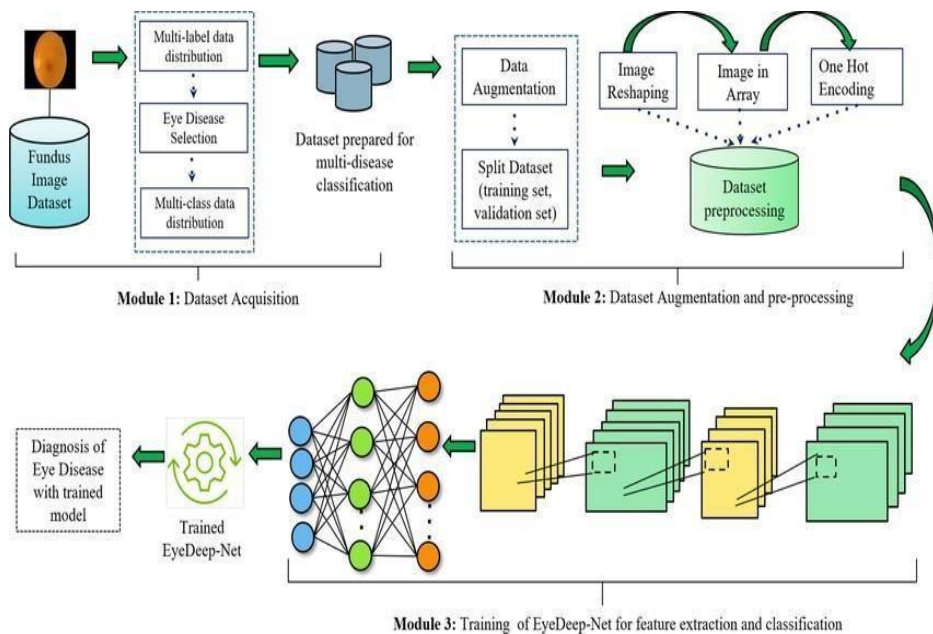 Fundus
Image
Dataset
Multi-label data
distribution
Eye Disease
Selection
Multi-class data
distribution
Dataset prepared for
multi-disease
classification
Module 1: Dataset Acquisition
Data
Augmentation
Split Dataset
(training set,
validation set)
Image
Reshaping
Image in
Array
One Hot
Encoding
Dataset
preprocessing
Module 2: Dataset Augmentation and pre-processing
Diagnosis of
Eye Disease
with trained
model
Trained
EyeDeep-Net
Module 3: Training of EyeDeep-Net for feature extraction and classification